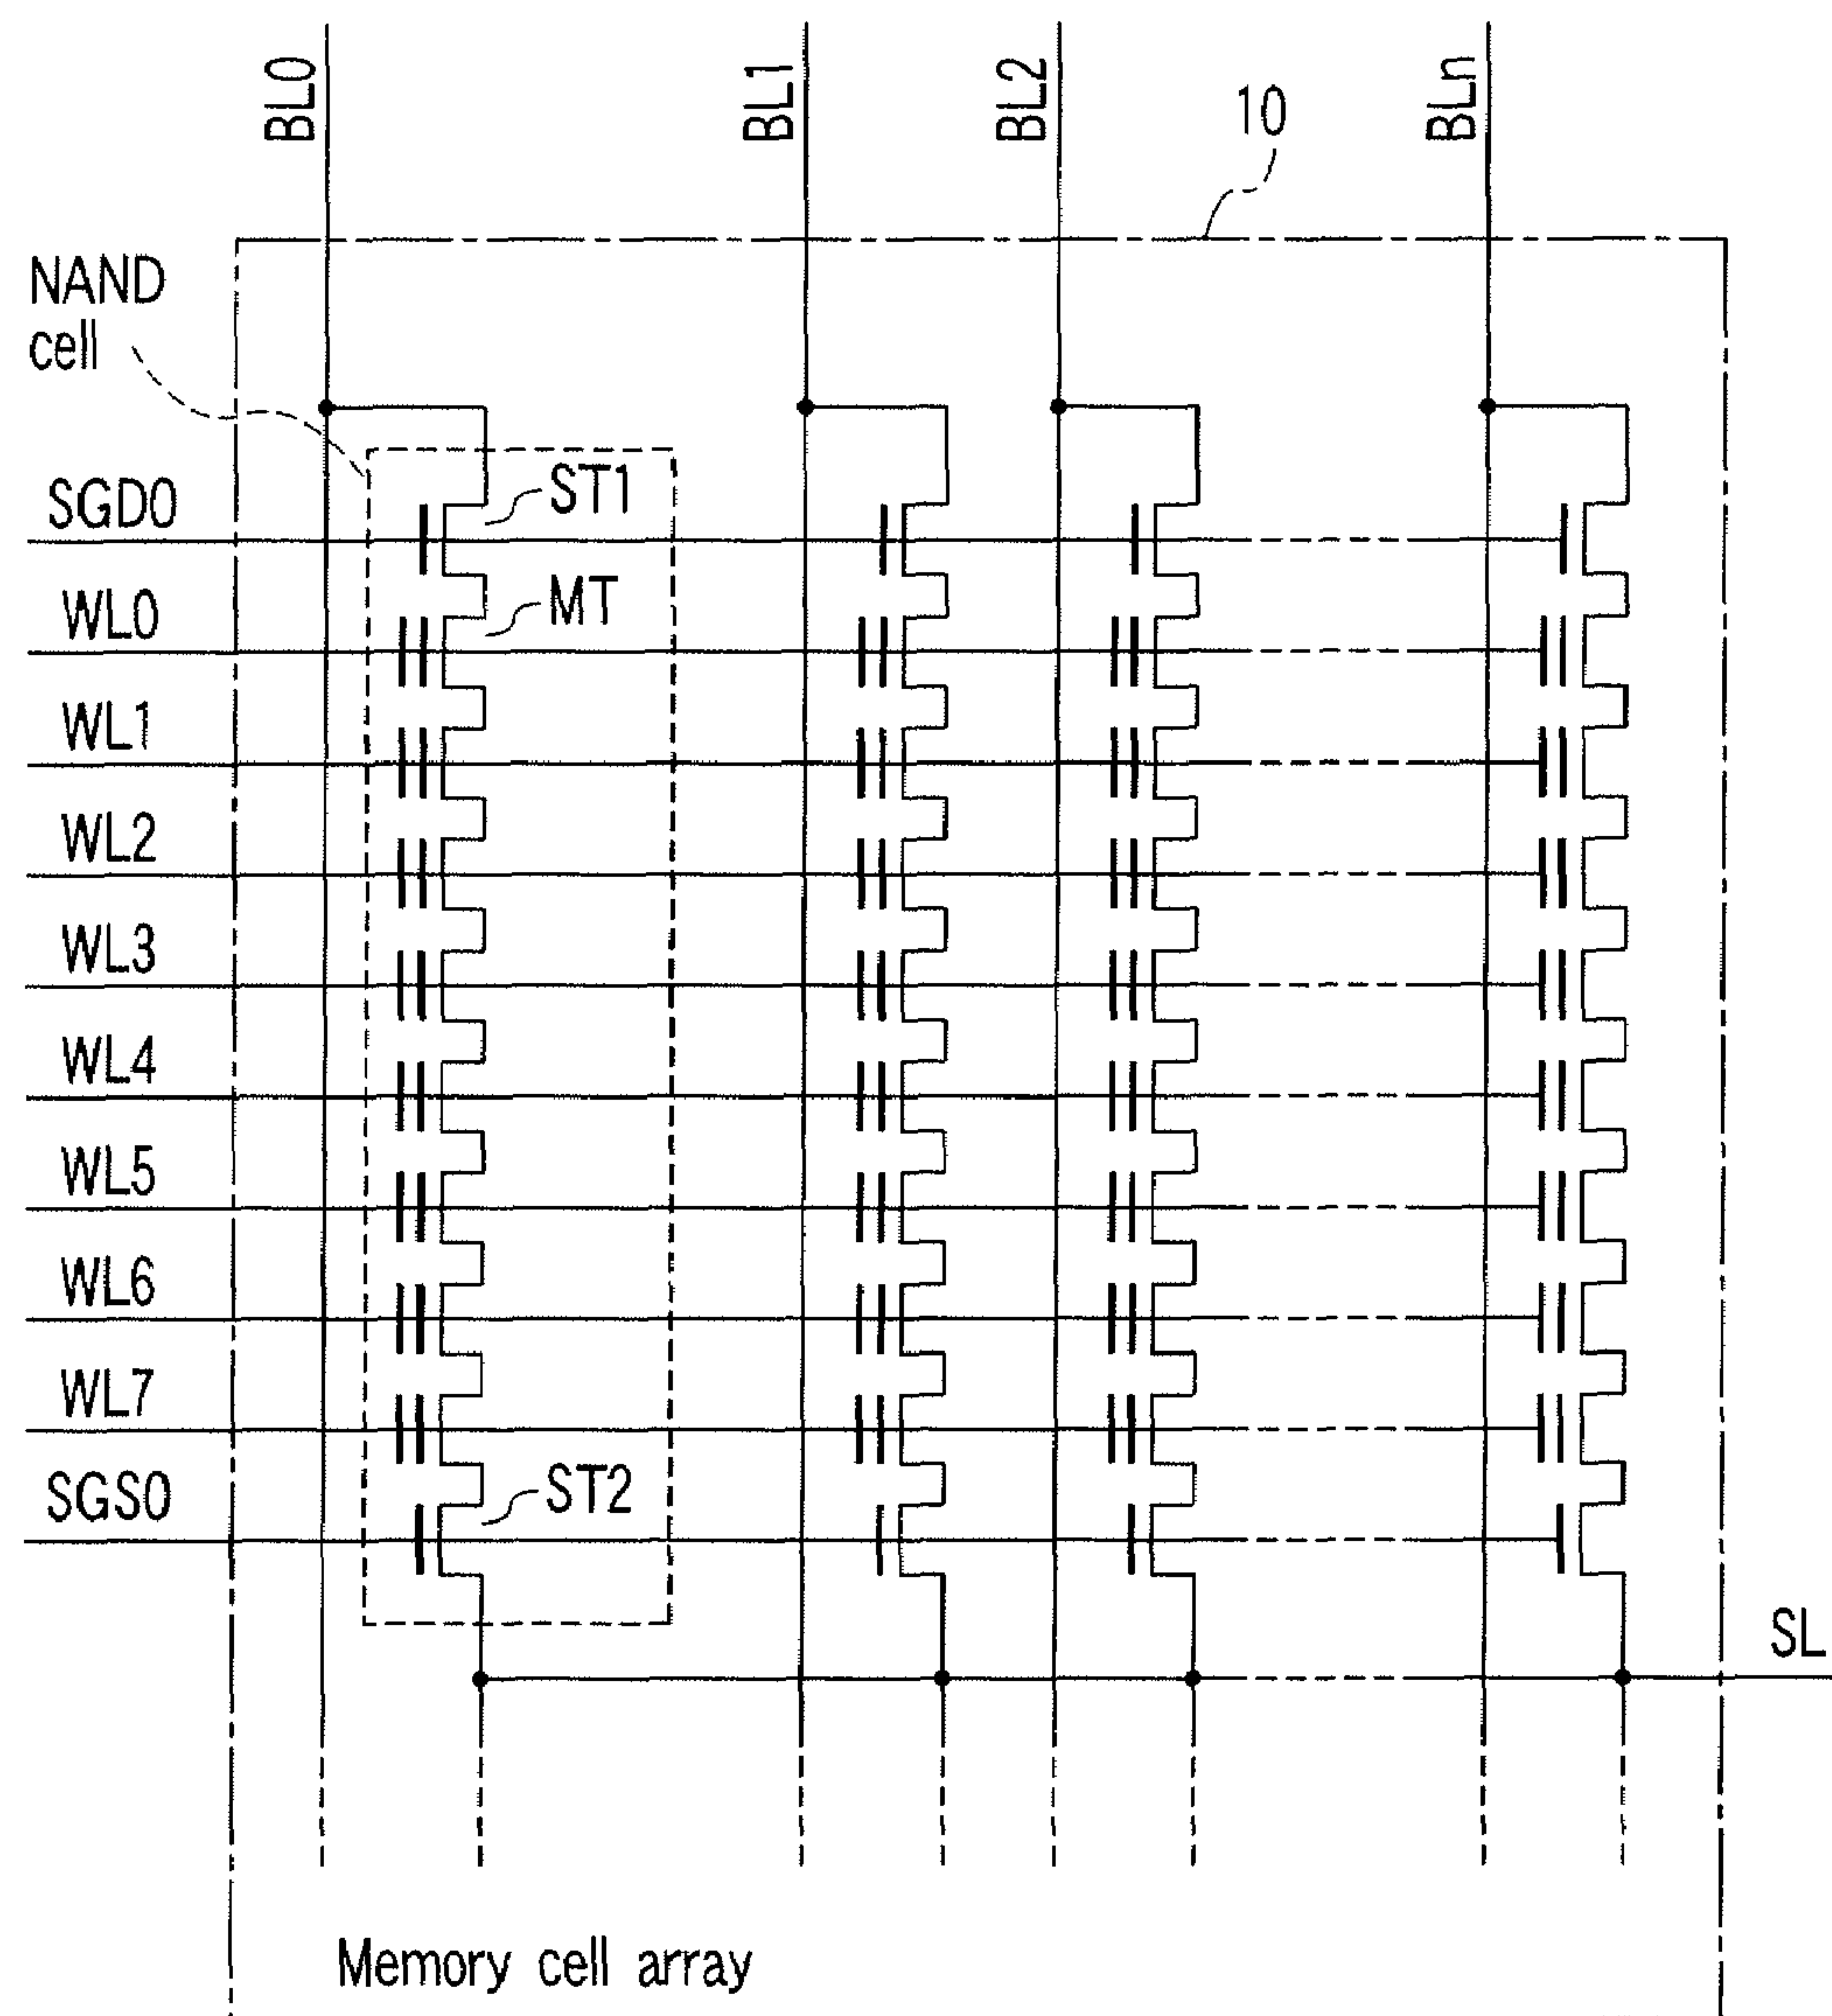 BL0
BL1
BL2
BLn
10
NAND
cell
SGD0
ST1
WL0
MT
WL1
WL2
WL3
WL4
WL5
WL6
WL7
SGS0
ST2
SL
Memory cell array